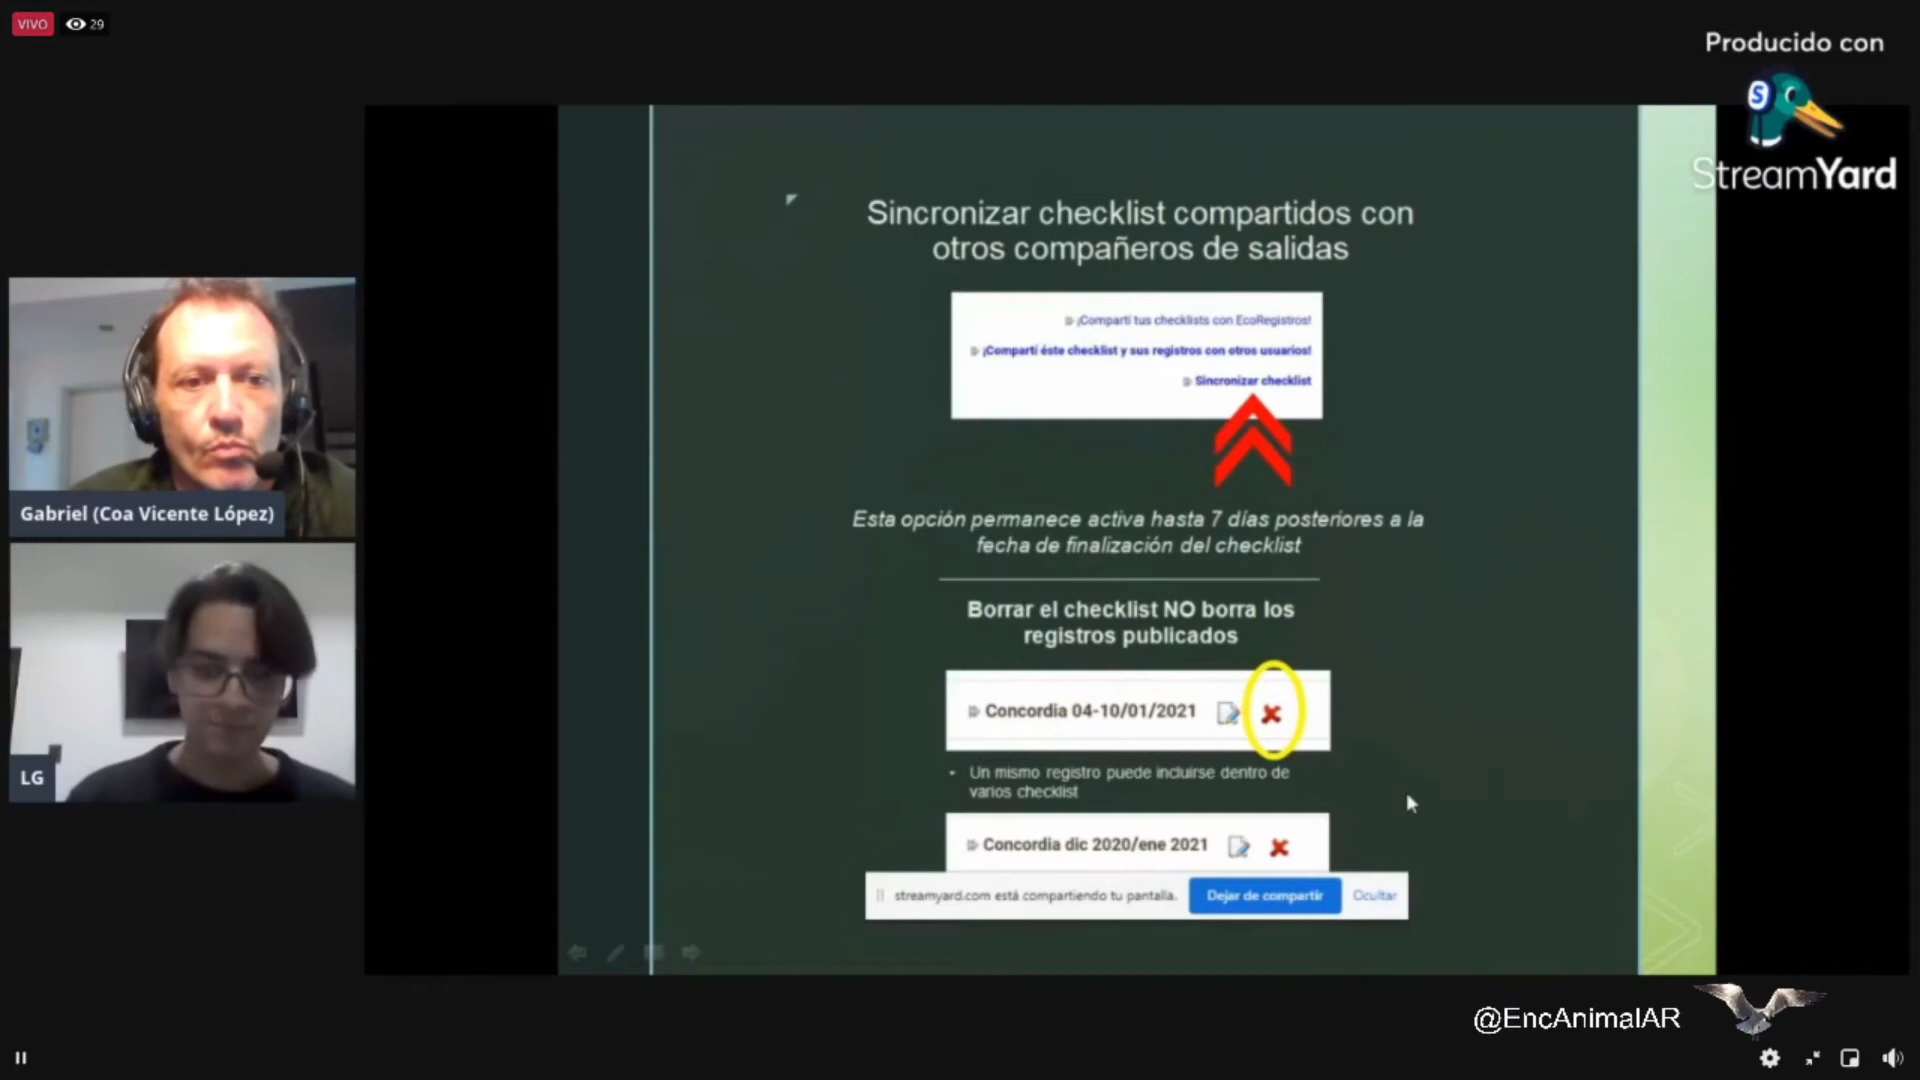 VIVO
29
Producido con
StreamYard
Sincronizar checklist compartidos con
otros compañeros de salidas
¡Compartí tus checklists con EcoRegistros!
¡Compartí éste checklist y sus registros con otros usuarios!
Sincronizar checklist
Esta opción permanece activa hasta 7 días posteriores a la
fecha de finalización del checklist
Borrar el checklist NO borra los
registros publicados
Concordia 04-10/01/2021
Un mismo registro puede incluirse dentro de
varios checklist
Concordia dic 2020/ene 2021
streamyard.com está compartiendo tu pantalla.
Dejar de compartir
Ocultar
Gabriel (Coa Vicente López)
LG
@EncAnimalAR